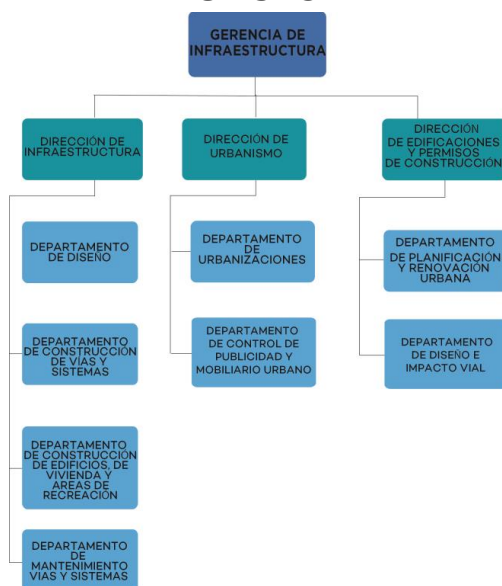 GERENCIA DE
INFRAESTRUCTURA
DIRECCIÓN DE
INFRAESTRUCTURA
DEPARTAMENTO
DE DISEÑO
DEPARTAMENTO
DE CONSTRUCCIÓN
DE VÍAS Y
SISTEMAS
DEPARTAMENTO
DE CONSTRUCCIÓN
DE EDIFICIOS, DE
VIVIENDA Y
AREAS DE
RECREACIÓN
DEPARTAMENTO
DE
MANTENIMIENTO
VIAS Y SISTEMAS
DIRECCIÓN DE
URBANISMO
DEPARTAMENTO
DE
URBANIZACIONES
DEPARTAMENTO
DE CONTROL DE
PUBLICIDAD Y
MOBILIARIO URBANO
DIRECCIÓN
DE EDIFICACIONES
Y PERMISOS
DE CONSTRUCCIÓN
DEPARTAMENTO
DE PLANIFICACIÓN
Y RENOVACIÓN
URBANA
DEPARTAMENTO
DE DISEÑO E
IMPACTO VIAL